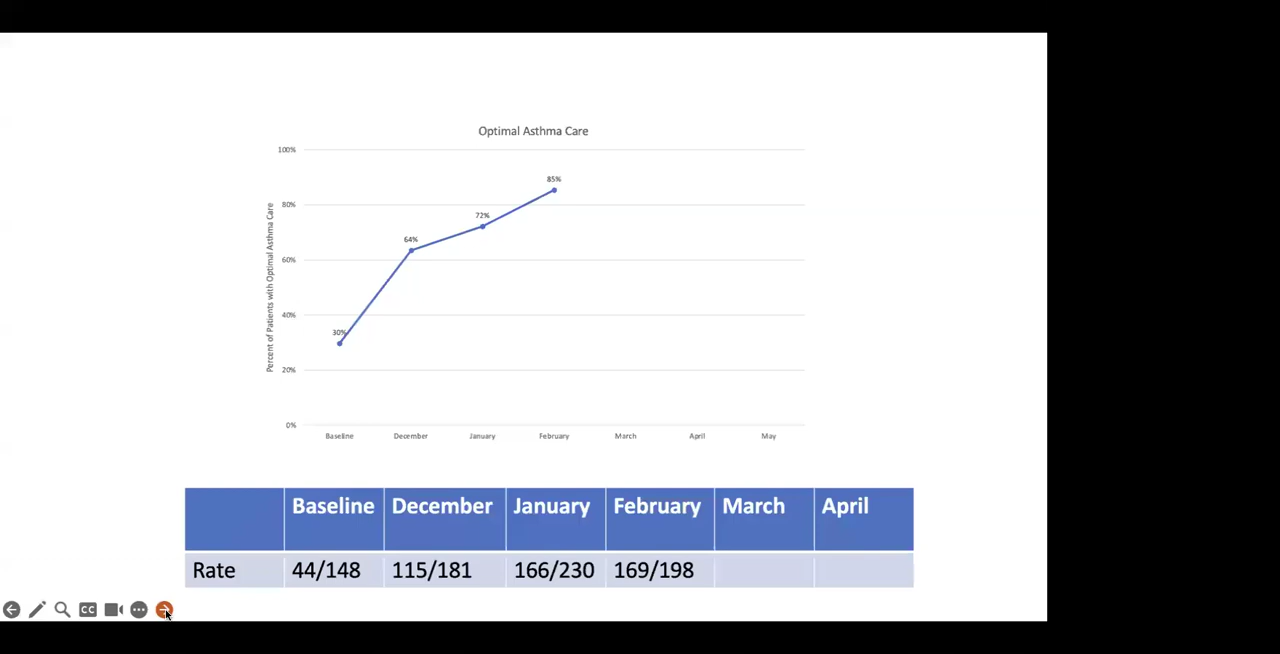 Optimal Asthma Care
100%
85%
80%
72%
64%
60%
40%
30%
20%
0%
Percent of Patients with Optimal Asthma Care
Baseline December January February March April May
Baseline December January February March April
Rate 44/148 115/181 166/230 169/198
CC